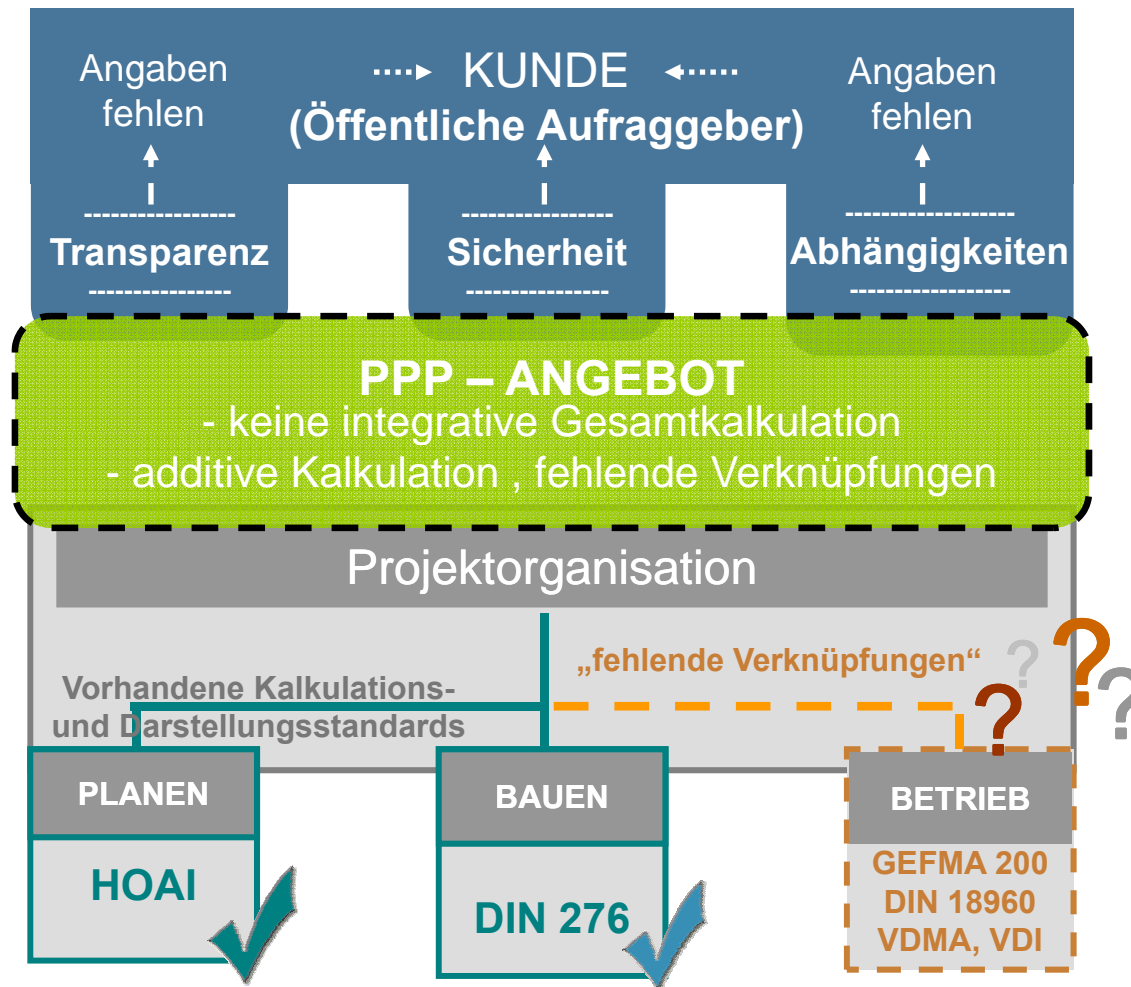 Angaben
fehlen
KUNDE
(Öffentliche Aufraggeber)
Angaben
fehlen
-----------------
Transparenz
----------------
----------------
Sicherheit
----------------
------------------
Abhängigkeiten
-----------------
PPP – ANGEBOT
- keine integrative Gesamtkalkulation
- additive Kalkulation , fehlende Verknüpfungen
Projektorganisation
„fehlende Verknüpfungen“
? ? ? ?
Vorhandene Kalkulations-
und Darstellungsstandards
PLANEN
HOAI
BAUEN
DIN 276
BETRIEB
GEFMA 200
DIN 18960
VDMA, VDI